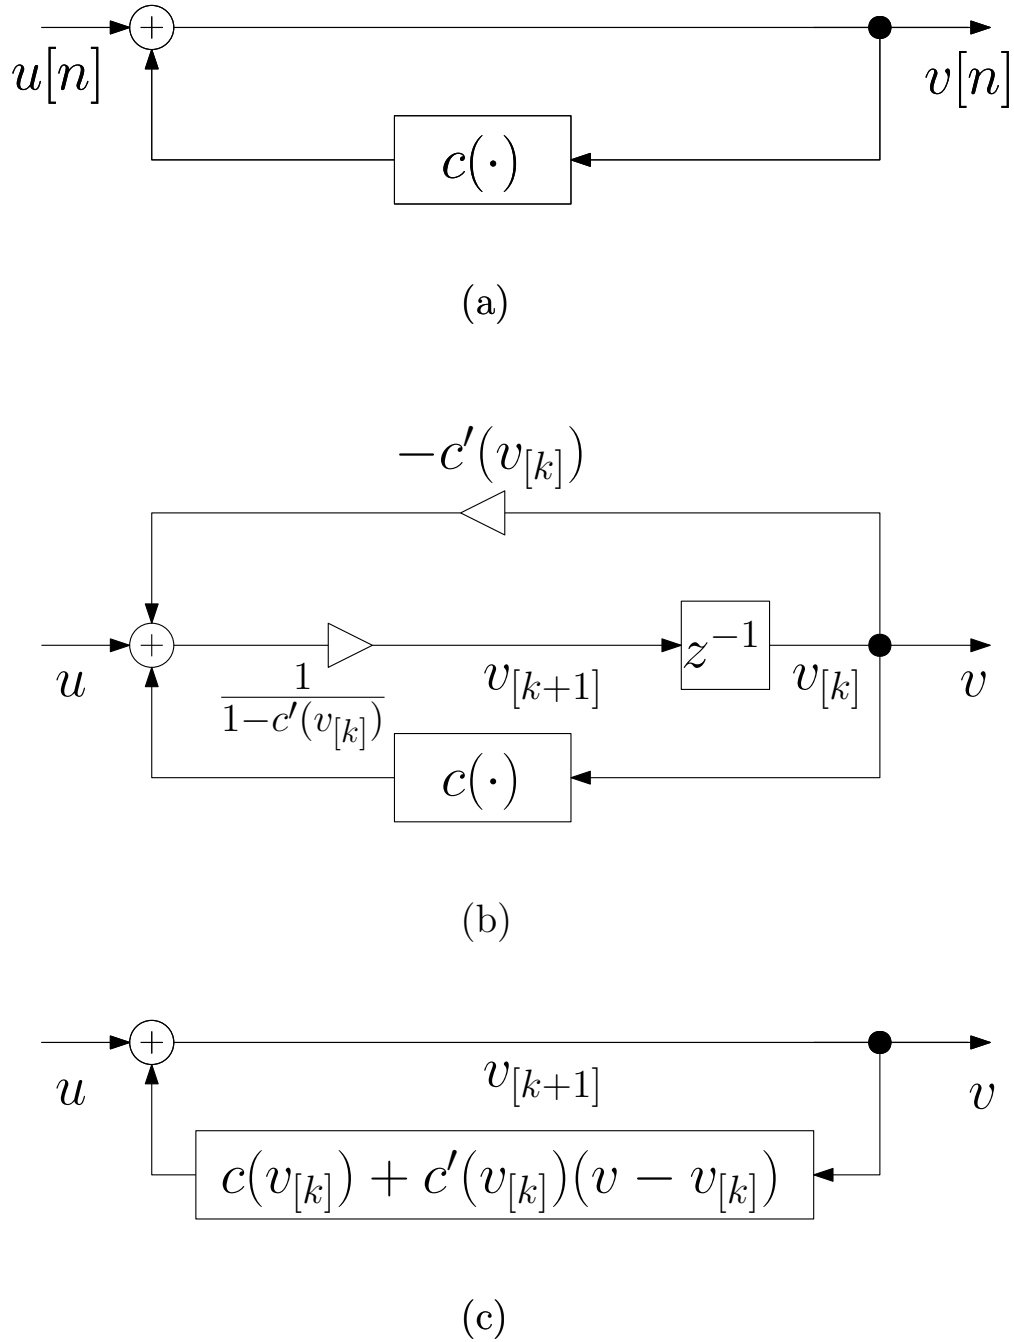 +
u[n] v[n]
c(·)
(a)
−c′(v[k])
+ z⁻¹
u 1/(1−c′(v[k])) v[k+1] v[k] v
c(·)
(b)
+
u v[k+1] v
c(v[k]) + c′(v[k])(v − v[k])
(c)